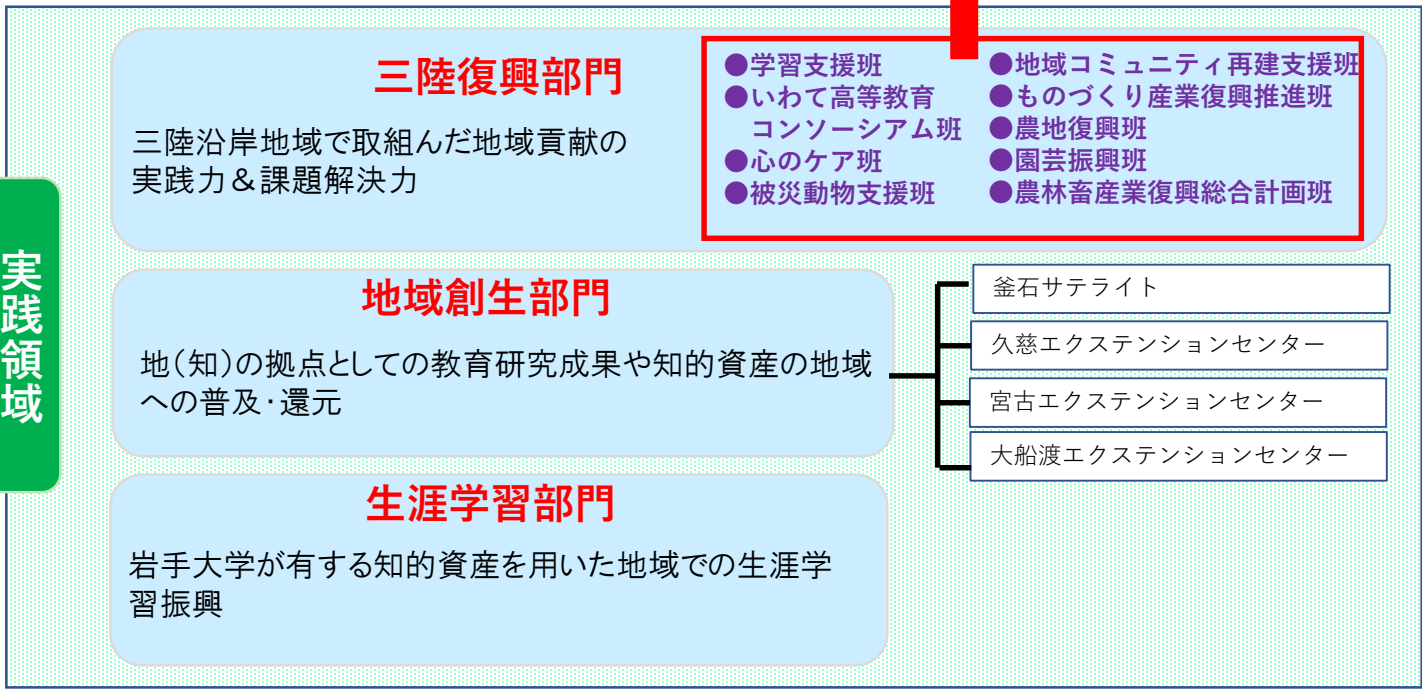 実践領域
三陸復興部門
三陸沿岸地域で取組んだ地域貢献の
実践力＆課題解決力
●学習支援班
●いわて高等教育
コンソーシアム班
●心のケア班
●被災動物支援班
●地域コミュニティ再建支援班
●ものづくり産業復興推進班
●農地復興班
●園芸振興班
●農林畜産業復興総合計画班
地域創生部門
地（知）の拠点としての教育研究成果や知的資産の地域
への普及・還元
釜石サテライト
久慈エクステンションセンター
宮古エクステンションセンター
大船渡エクステンションセンター
生涯学習部門
岩手大学が有する知的資産を用いた地域での生涯学
習振興